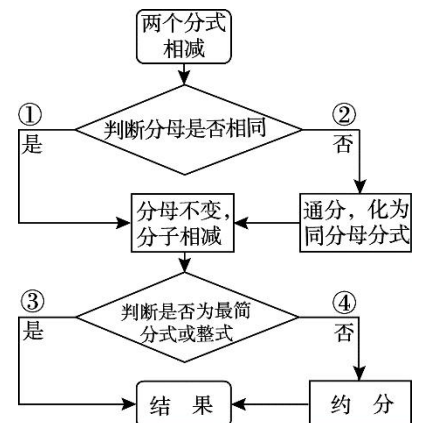 两个分式
相减
①
②
判断分母是否相同
是
否
分母不变，
分子相减
通分，化为
同分母分式
③
④
判断是否为最简
分式或整式
是
否
结 果
约 分